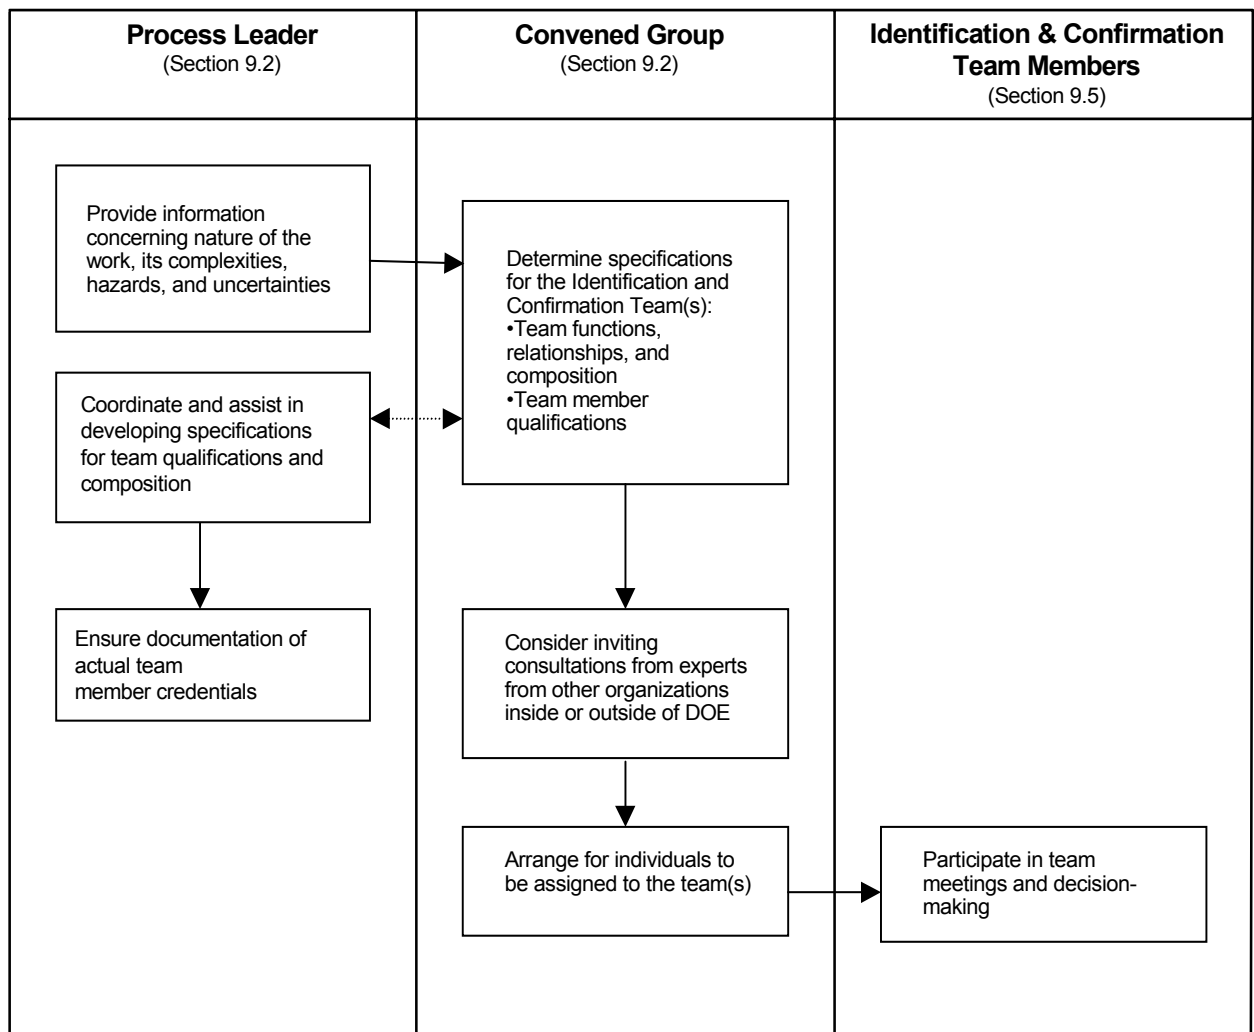 Process Leader
(Section 9.2)
Convened Group
(Section 9.2)
Identification & Confirmation
Team Members
(Section 9.5)
Provide information
concerning nature of the
work, its complexities,
hazards, and uncertainties
Determine specifications
for the Identification and
Confirmation Team(s):
•Team functions,
relationships, and
composition
•Team member
qualifications
Coordinate and assist in
developing specifications
for team qualifications and
composition
Ensure documentation of
actual team
member credentials
Consider inviting
consultations from experts
from other organizations
inside or outside of DOE
Arrange for individuals to
be assigned to the team(s)
Participate in team
meetings and decision-
making